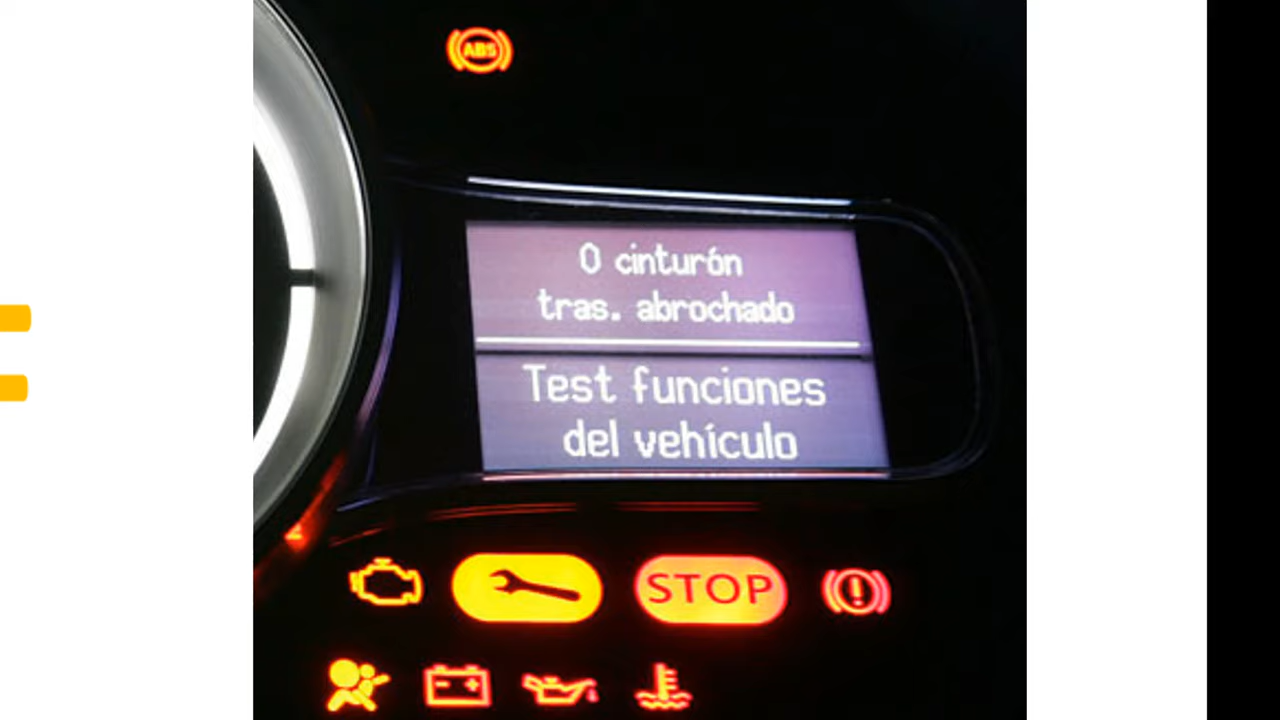 ABS
0 cinturón
tras. abrochado
Test funciones
del vehículo
STOP